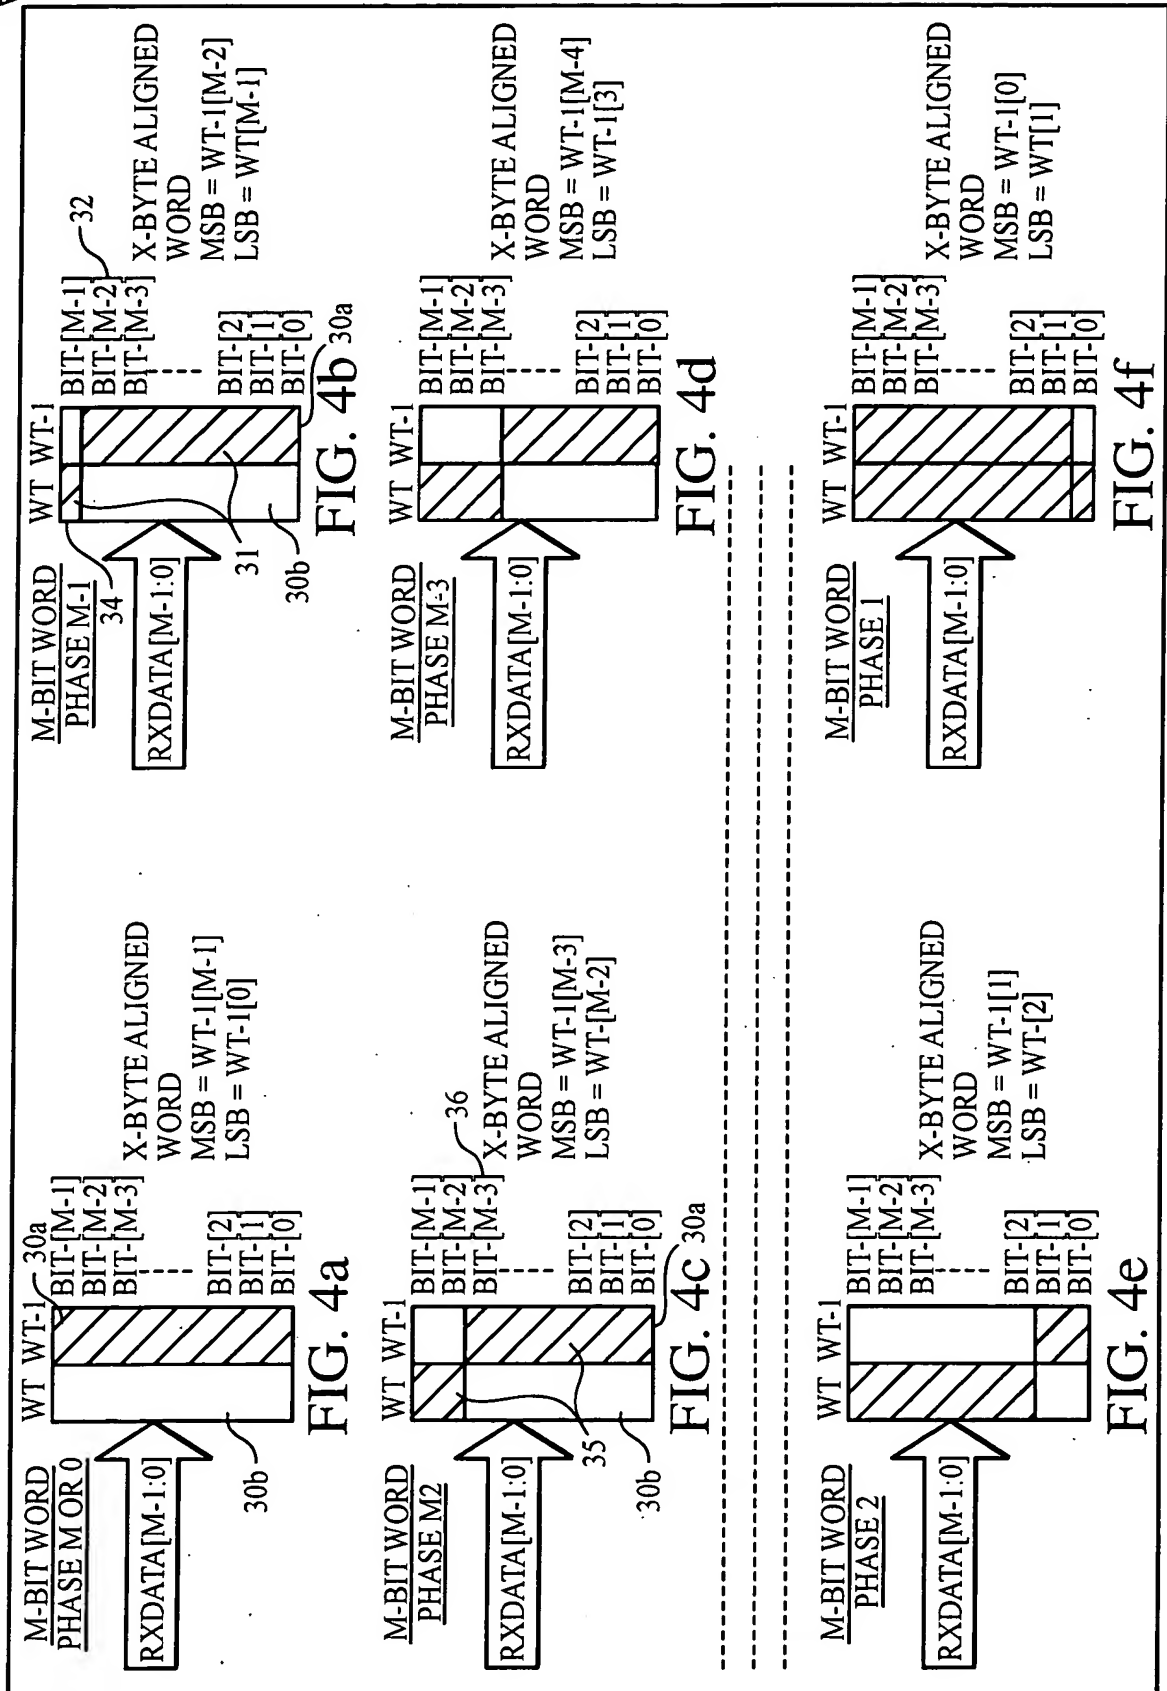 M-BIT WORD
PHASE M OR 0
RXDATA[M-1:0]
30b
WT WT-1
30a
BIT-[M-1]
BIT-[M-2]
BIT-[M-3]
BIT-[2]
BIT-[1]
BIT-[0]
X-BYTE ALIGNED
WORD
MSB = WT-1[M-1]
LSB = WT-1[0]
FIG. 4a
M-BIT WORD
PHASE M-1
34
RXDATA[M-1:0]
31
30b
WT WT-1
BIT-[M-1]
BIT-[M-2]
BIT-[M-3]
32
BIT-[2]
BIT-[1]
BIT-[0]
30a
X-BYTE ALIGNED
WORD
MSB = WT-1[M-2]
LSB = WT[M-1]
FIG. 4b
M-BIT WORD
PHASE M2
RXDATA[M-1:0]
35
30b
WT WT-1
BIT-[M-1]
BIT-[M-2]
BIT-[M-3]
36
BIT-[2]
BIT-[1]
BIT-[0]
30a
X-BYTE ALIGNED
WORD
MSB = WT-1[M-3]
LSB = WT-[M-2]
FIG. 4c
M-BIT WORD
PHASE M-3
RXDATA[M-1:0]
WT WT-1
BIT-[M-1]
BIT-[M-2]
BIT-[M-3]
BIT-[2]
BIT-[1]
BIT-[0]
X-BYTE ALIGNED
WORD
MSB = WT-1[M-4]
LSB = WT-1[3]
FIG. 4d
M-BIT WORD
PHASE 2
RXDATA[M-1:0]
WT WT-1
BIT-[M-1]
BIT-[M-2]
BIT-[M-3]
BIT-[2]
BIT-[1]
BIT-[0]
X-BYTE ALIGNED
WORD
MSB = WT-1[1]
LSB = WT-[2]
FIG. 4e
M-BIT WORD
PHASE 1
RXDATA[M-1:0]
WT WT-1
BIT-[M-1]
BIT-[M-2]
BIT-[M-3]
BIT-[2]
BIT-[1]
BIT-[0]
X-BYTE ALIGNED
WORD
MSB = WT-1[0]
LSB = WT[1]
FIG. 4f